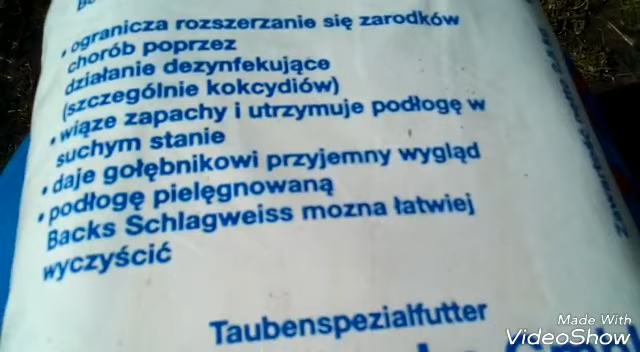 • ogranicza rozszerzanie się zarodków
chorób poprzez
działanie dezynfekujące
(szczególnie kokcydiów)
• wiąze zapachy i utrzymuje podłogę w
suchym stanie
• daje gołębnikowi przyjemny wygląd
• podłogę pielęgnowaną
Backs Schlagweiss mozna łatwiej
wyczyścić
Taubenspezialfutter
Made With
VideoShow